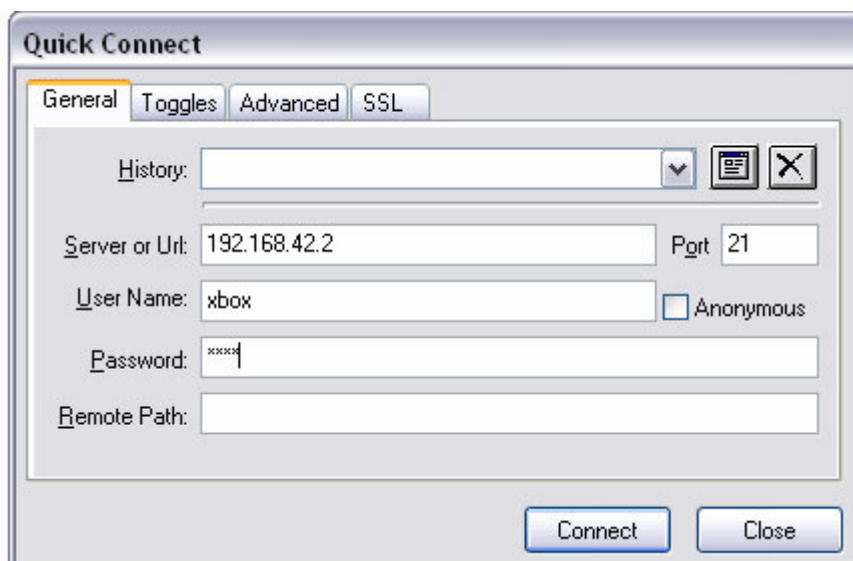 Quick Connect
General Toggles Advanced SSL
History:
Server or Url: 192.168.42.2 Port 21
User Name: xbox Anonymous
Password: ****
Remote Path:
Connect Close